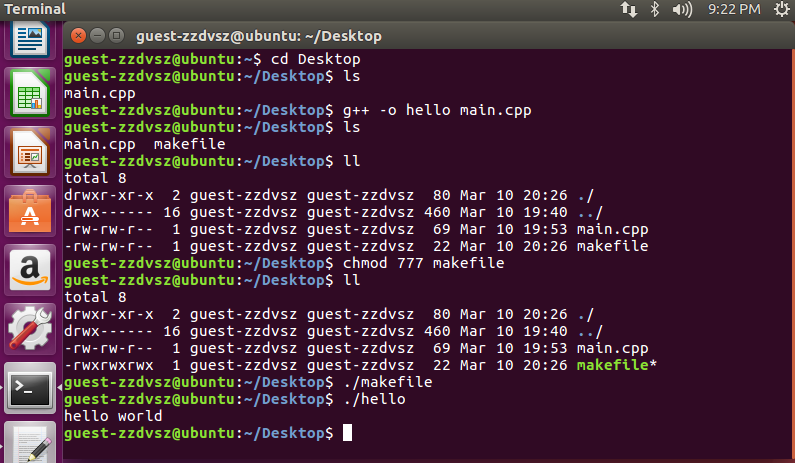 Terminal 9:22 PM
guest-zzdvsz@ubuntu: ~/Desktop
guest-zzdvsz@ubuntu:~$ cd Desktop
guest-zzdvsz@ubuntu:~/Desktop$ ls
main.cpp
guest-zzdvsz@ubuntu:~/Desktop$ g++ -o hello main.cpp
guest-zzdvsz@ubuntu:~/Desktop$ ls
main.cpp  makefile
guest-zzdvsz@ubuntu:~/Desktop$ ll
total 8
drwxr-xr-x  2 guest-zzdvsz guest-zzdvsz  80 Mar 10 20:26 ./
drwx------ 16 guest-zzdvsz guest-zzdvsz 460 Mar 10 19:40 ../
-rw-rw-r--  1 guest-zzdvsz guest-zzdvsz  69 Mar 10 19:53 main.cpp
-rw-rw-r--  1 guest-zzdvsz guest-zzdvsz  22 Mar 10 20:26 makefile
guest-zzdvsz@ubuntu:~/Desktop$ chmod 777 makefile
guest-zzdvsz@ubuntu:~/Desktop$ ll
total 8
drwxr-xr-x  2 guest-zzdvsz guest-zzdvsz  80 Mar 10 20:26 ./
drwx------ 16 guest-zzdvsz guest-zzdvsz 460 Mar 10 19:40 ../
-rw-rw-r--  1 guest-zzdvsz guest-zzdvsz  69 Mar 10 19:53 main.cpp
-rwxrwxrwx  1 guest-zzdvsz guest-zzdvsz  22 Mar 10 20:26 makefile*
guest-zzdvsz@ubuntu:~/Desktop$ ./makefile
guest-zzdvsz@ubuntu:~/Desktop$ ./hello
hello world
guest-zzdvsz@ubuntu:~/Desktop$